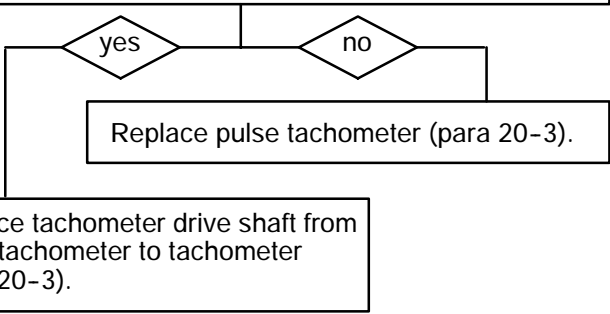 yes
no
Replace pulse tachometer (para 20-3).
ce tachometer drive shaft from
tachometer to tachometer
20-3).